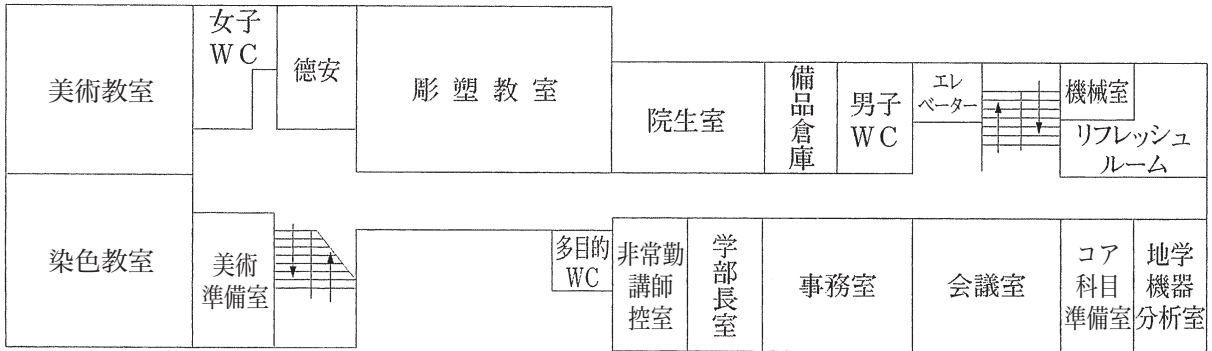 美術教室
女子
WC
德安
彫塑教室
院生室
備品倉庫
男子
WC
エレ
ベーター
機械室
リフレッシュ
ルーム
染色教室
美術
準備室
多目的
WC
非常勤
講師
控室
学部長室
事務室
会議室
コア
科目
準備室
地学
機器
分析室